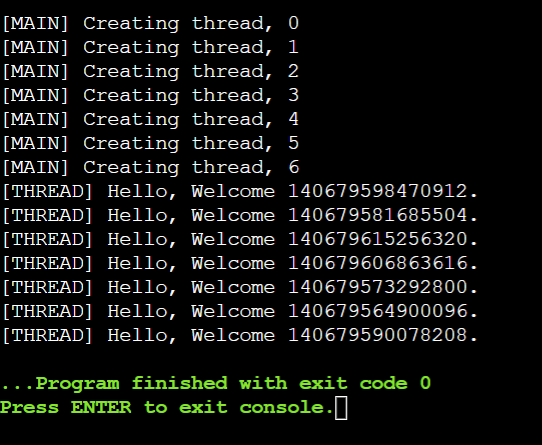 [MAIN] Creating thread, 0
[MAIN] Creating thread, 1
[MAIN] Creating thread, 2
[MAIN] Creating thread, 3
[MAIN] Creating thread, 4
[MAIN] Creating thread, 5
[MAIN] Creating thread, 6
[THREAD] Hello, Welcome 140679598470912.
[THREAD] Hello, Welcome 140679581685504.
[THREAD] Hello, Welcome 140679615256320.
[THREAD] Hello, Welcome 140679606863616.
[THREAD] Hello, Welcome 140679573292800.
[THREAD] Hello, Welcome 140679564900096.
[THREAD] Hello, Welcome 140679590078208.
...Program finished with exit code 0
Press ENTER to exit console.